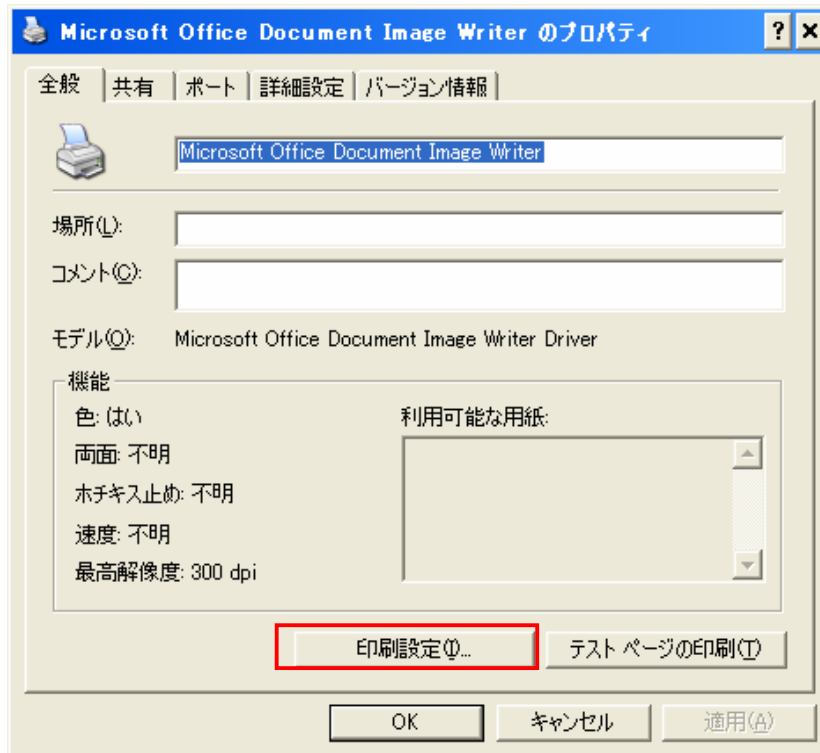 Microsoft Office Document Image Writer のプロパティ
全般 共有 ポート 詳細設定 バージョン情報
Microsoft Office Document Image Writer
場所(L):
コメント(C):
モデル(O): Microsoft Office Document Image Writer Driver
機能
色: はい 利用可能な用紙:
両面: 不明
ホチキス止め: 不明
速度: 不明
最高解像度: 300 dpi
印刷設定(I)... テスト ページの印刷(T)
OK キャンセル 適用(A)